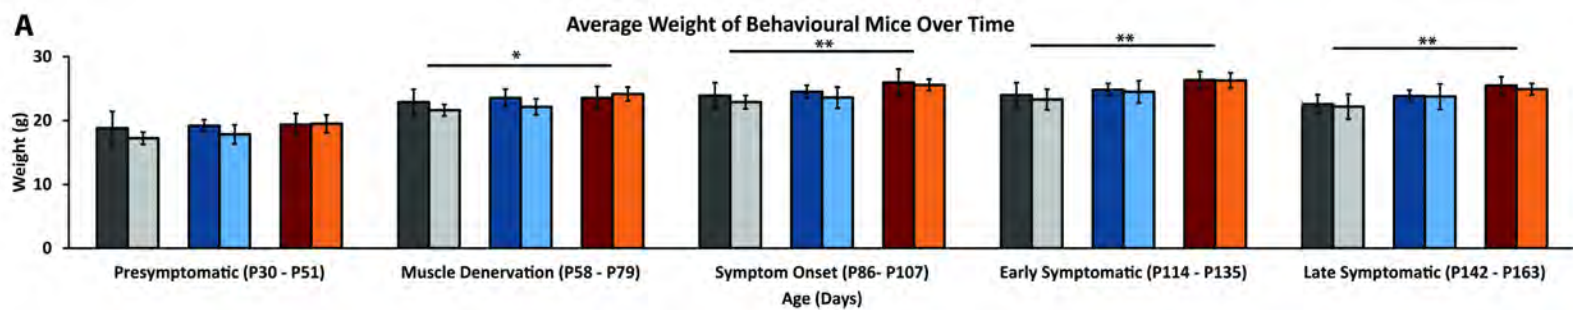 A
Average Weight of Behavioural Mice Over Time
Weight (g)
30
20
10
0
*
**
**
**
Presymptomatic (P30 - P51)
Muscle Denervation (P58 - P79)
Symptom Onset (P86- P107)
Early Symptomatic (P114 - P135)
Late Symptomatic (P142 - P163)
Age (Days)